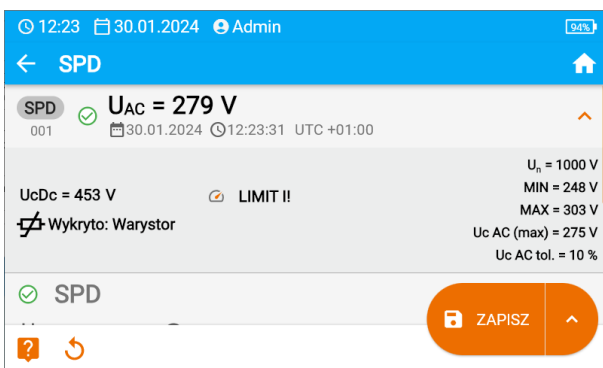 12:23 30.01.2024 Admin 94%
SPD
SPD UAC = 279 V
001 30.01.2024 12:23:31 UTC +01:00
Un = 1000 V
UcDc = 453 V LIMIT I! MIN = 248 V
Wykryto: Warystor MAX = 303 V
Uc AC (max) = 275 V
Uc AC tol. = 10 %
SPD
ZAPISZ
?